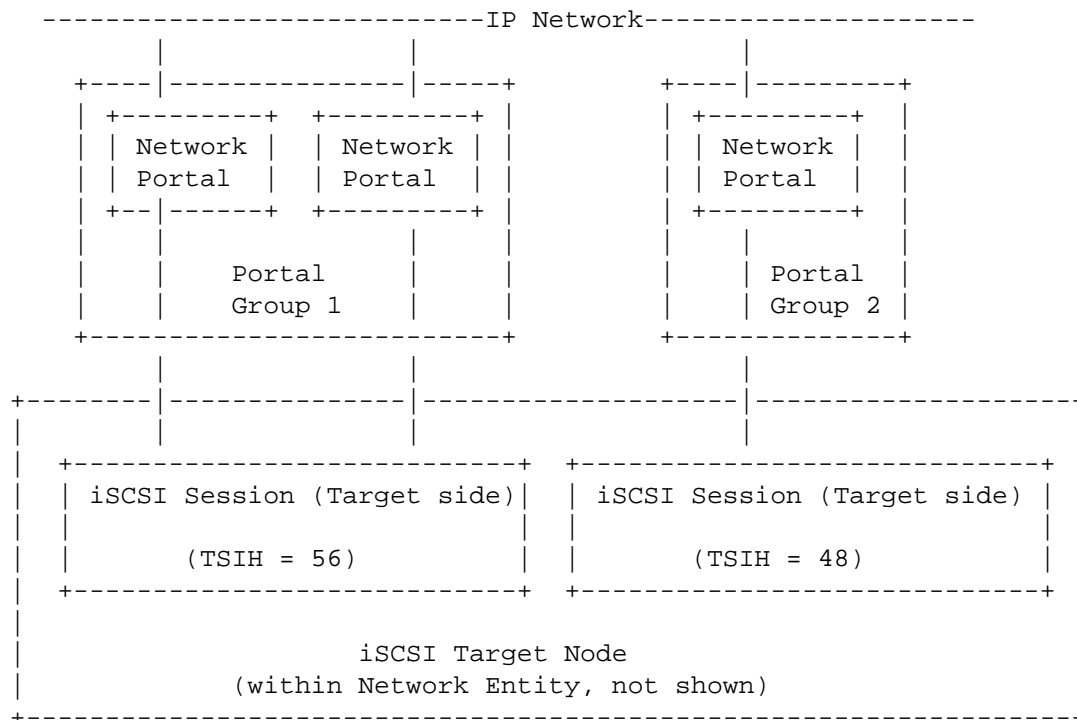 IP Network
Network Network Network
Portal Portal Portal
Portal Portal
Group 1 Group 2
iSCSI Session (Target side) iSCSI Session (Target side)
(TSIH = 56) (TSIH = 48)
iSCSI Target Node
(within Network Entity, not shown)